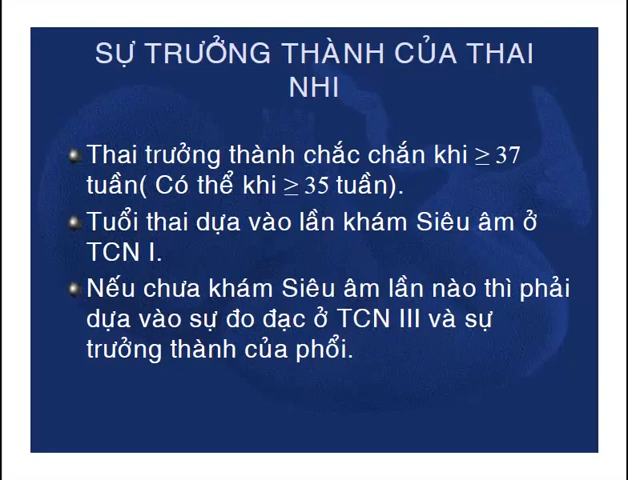 SỰ TRƯỞNG THÀNH CỦA THAI
NHI
Thai trưởng thành chắc chắn khi ≥ 37
tuần( Có thể khi ≥ 35 tuần).
Tuổi thai dựa vào lần khám Siêu âm ở
TCN I.
Nếu chưa khám Siêu âm lần nào thì phải
dựa vào sự đo đạc ở TCN III và sự
trưởng thành của phổi.